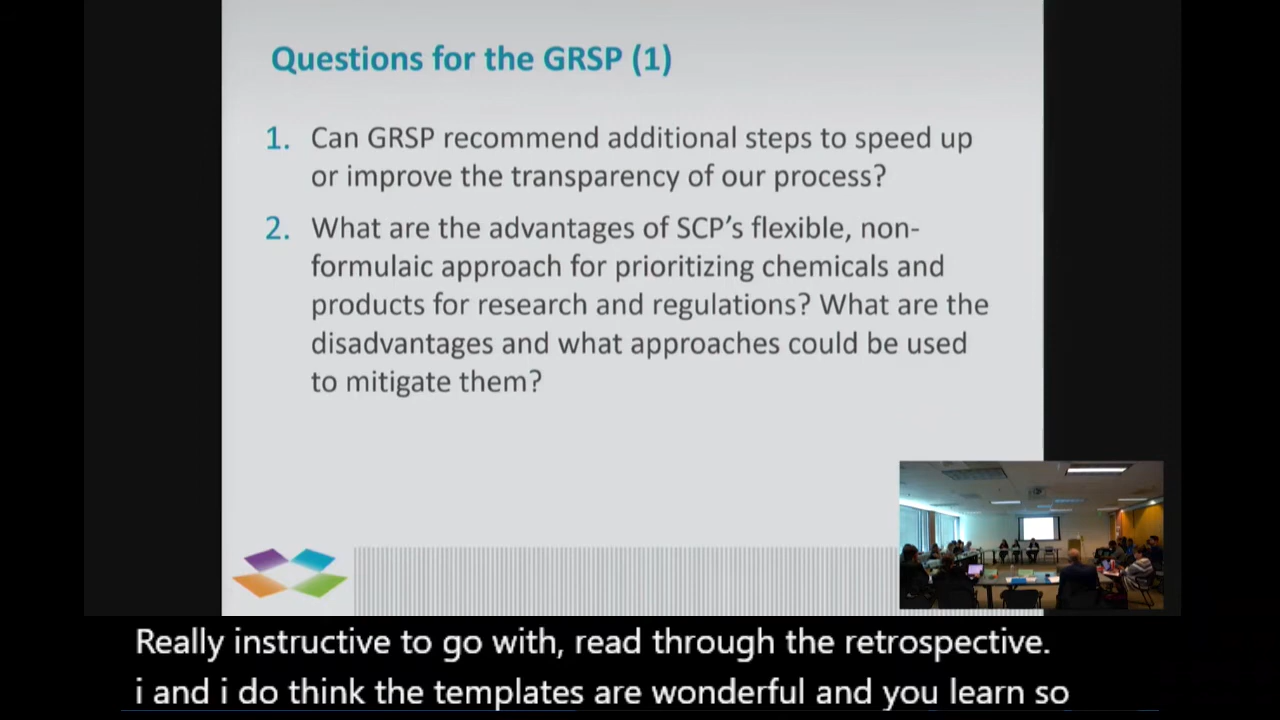 Questions for the GRSP (1)
1. Can GRSP recommend additional steps to speed up
or improve the transparency of our process?
2. What are the advantages of SCP's flexible, non-
formulaic approach for prioritizing chemicals and
products for research and regulations? What are the
disadvantages and what approaches could be used
to mitigate them?
Really instructive to go with, read through the retrospective.
i and i do think the templates are wonderful and you learn so